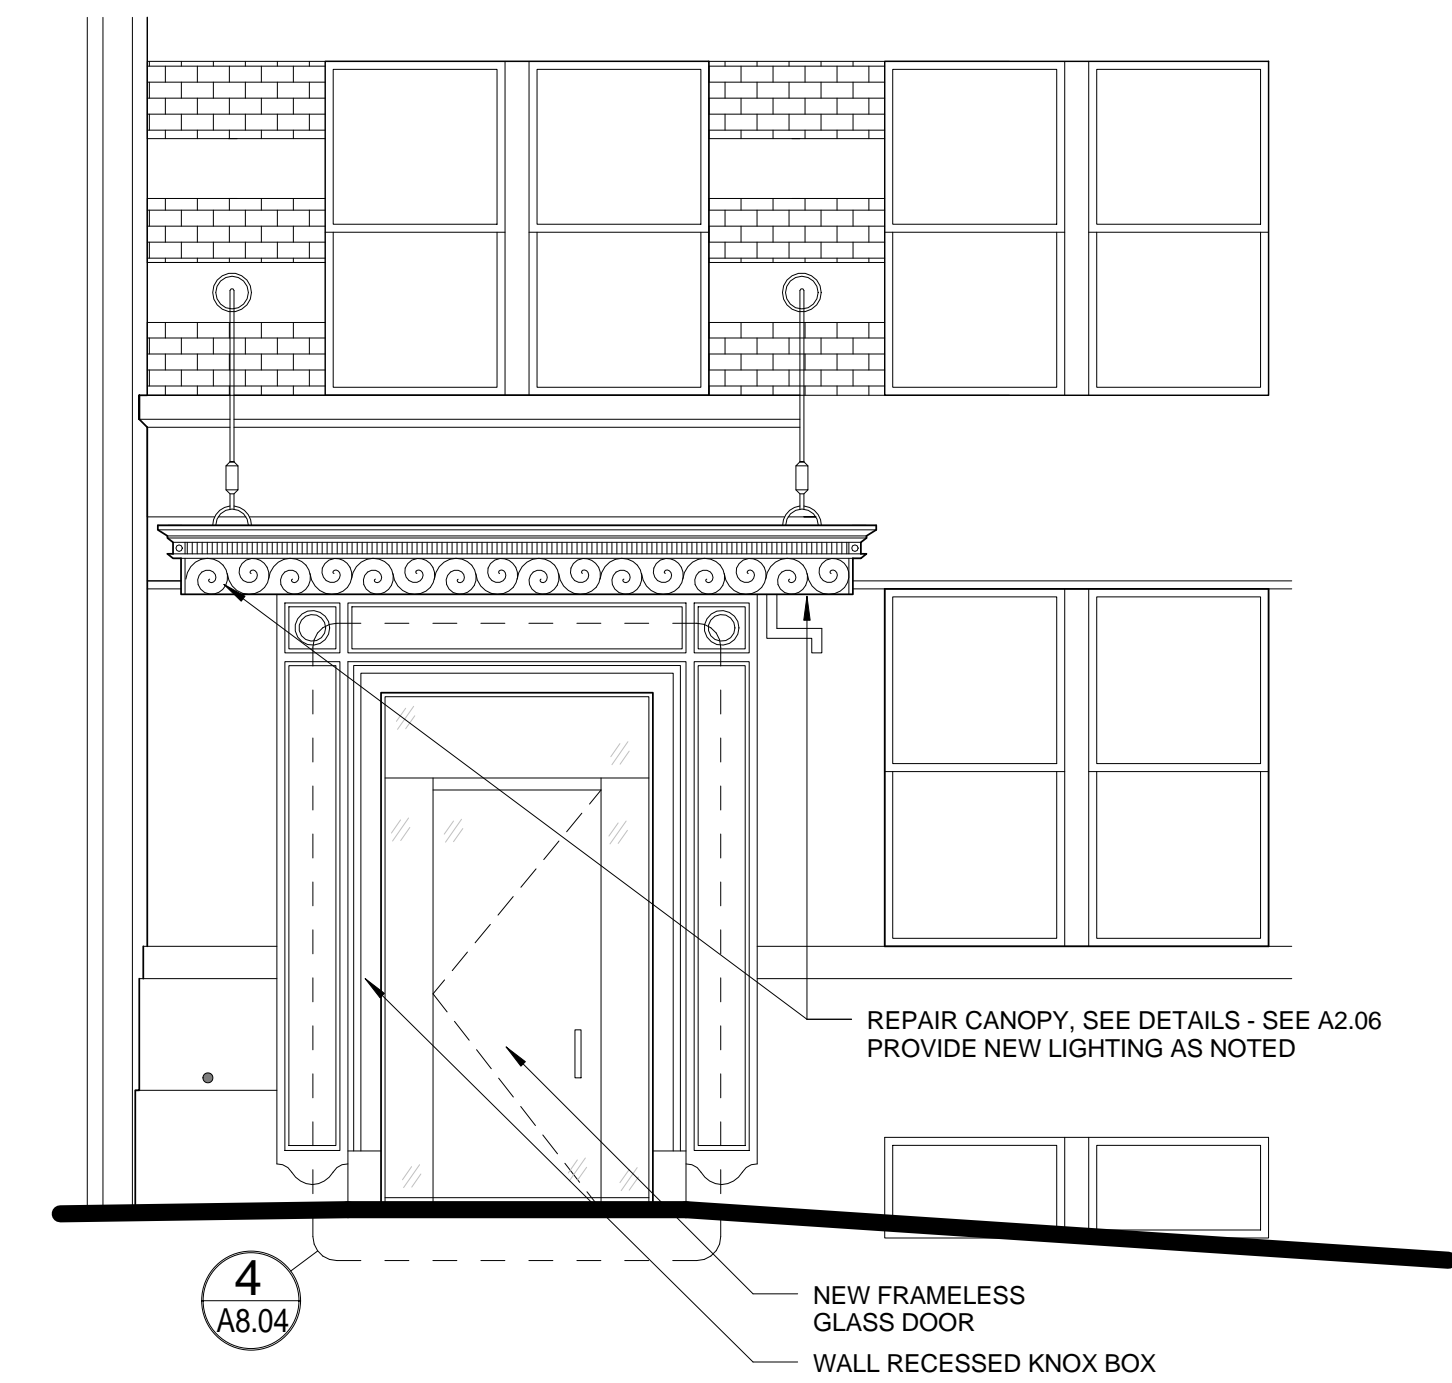 REPAIR CANOPY, SEE DETAILS - SEE A2.06
PROVIDE NEW LIGHTING AS NOTED
4
A8.04
NEW FRAMELESS
GLASS DOOR
WALL RECESSED KNOX BOX